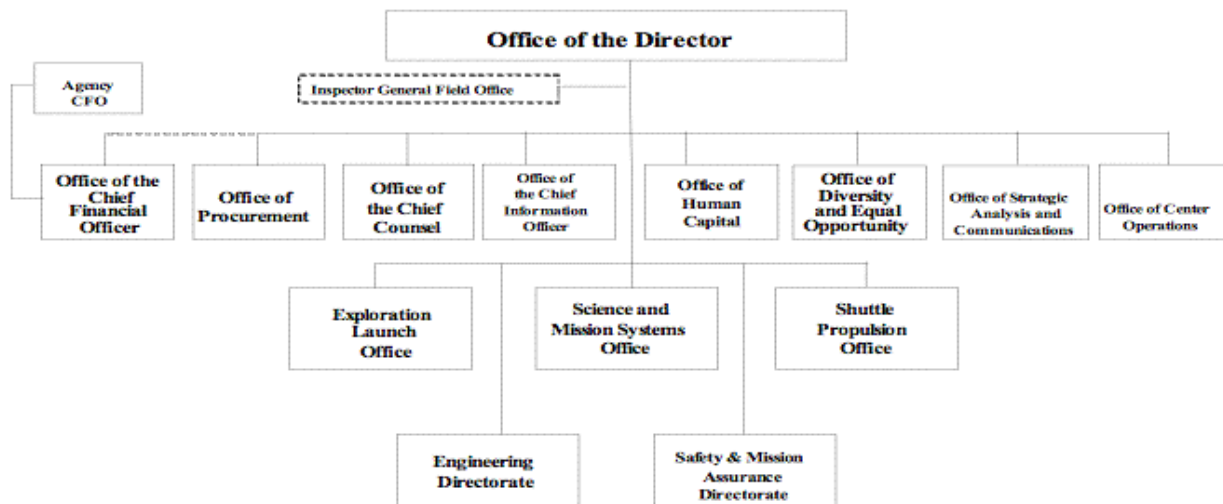 Office of the Director
Inspector General Field Office
Agency
CFO
Office of the
Chief
Financial
Officer
Office of
Procurement
Office of
the Chief
Counsel
Office of
the Chief
Information
Officer
Office of
Human
Capital
Office of
Diversity
and Equal
Opportunity
Office of Strategic
Analysis and
Communications
Office of Center
Operations
Exploration
Launch
Office
Science and
Mission Systems
Office
Shuttle
Propulsion
Office
Engineering
Directorate
Safety & Mission
Assurance
Directorate